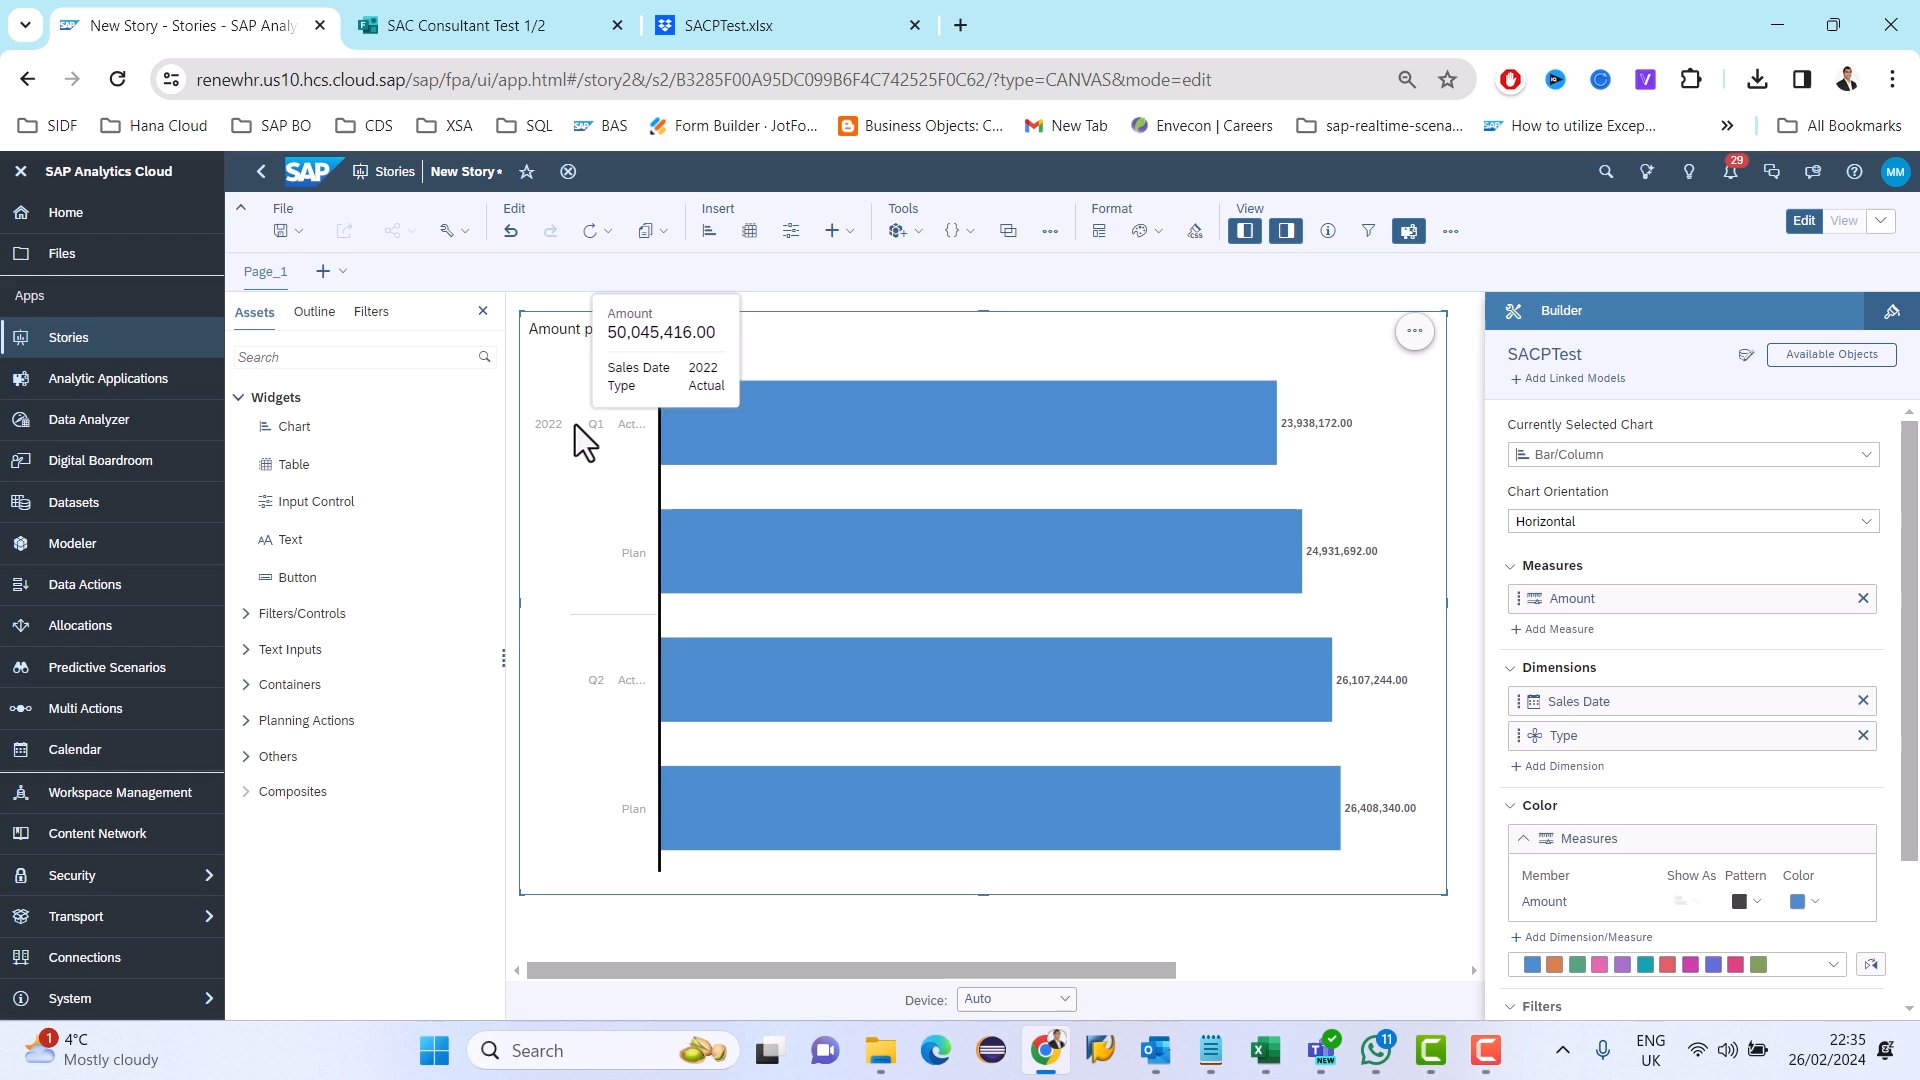 New Story - Stories - SAP Analy
SAC Consultant Test 1/2
SACPTest.xlsx
renewhr.us10.hcs.cloud.sap/sap/fpa/ui/app.html#/story2&/s2/B3285F00A95DC099B6F4C742525F0C62/?type=CANVAS&mode=edit
SIDF
Hana Cloud
SAP BO
CDS
XSA
SQL
BAS
Form Builder · JotFo...
Business Objects: C...
New Tab
Envecon | Careers
sap-realtime-scena...
How to utilize Excep...
All Bookmarks
SAP Analytics Cloud
SAP
Stories
New Story*
29
MM
File
Edit
Insert
Tools
Format
View
Edit
View
Page_1
Home
Files
Apps
Stories
Analytic Applications
Data Analyzer
Digital Boardroom
Datasets
Modeler
Data Actions
Allocations
Predictive Scenarios
Multi Actions
Calendar
Workspace Management
Content Network
Security
Transport
Connections
System
Assets
Outline
Filters
Search
Widgets
Chart
Table
Input Control
Text
Button
Filters/Controls
Text Inputs
Containers
Planning Actions
Others
Composites
Amount p
Amount
50,045,416.00
Sales Date 2022
Type Actual
2022 Q1 Act... 23,938,172.00
Plan 24,931,692.00
Q2 Act... 26,107,244.00
Plan 26,408,340.00
Device: Auto
Builder
SACPTest
Available Objects
+ Add Linked Models
Currently Selected Chart
Bar/Column
Chart Orientation
Horizontal
Measures
Amount
+ Add Measure
Dimensions
Sales Date
Type
+ Add Dimension
Color
Measures
Member Show As Pattern Color
Amount
+ Add Dimension/Measure
Filters
1
4°C
Mostly cloudy
Search
NEW
11
ENG
UK
22:35
26/02/2024